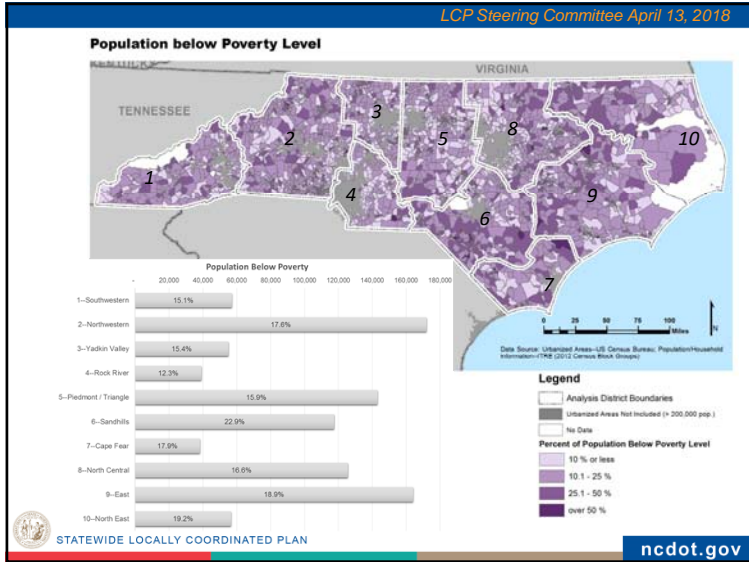 LCP Steering Committee April 13, 2018
Population below Poverty Level
KENTUCKY
VIRGINIA
TENNESSEE
1
2
3
4
5
6
7
8
9
10
0 25 50 75 100
Miles
N
Data Source: Urbanized Areas--US Census Bureau; Population/Household
Information--ITRE (2012 Census Block Groups)
Population Below Poverty
- 20,000 40,000 60,000 80,000 100,000 120,000 140,000 160,000 180,000
1--Southwestern 15.1%
2--Northwestern 17.6%
3--Yadkin Valley 15.4%
4--Rock River 12.3%
5--Piedmont / Triangle 15.9%
6--Sandhills 22.9%
7--Cape Fear 17.9%
8--North Central 16.6%
9--East 18.9%
10--North East 19.2%
Legend
Analysis District Boundaries
Urbanized Areas Not Included (> 200,000 pop.)
No Data
Percent of Population Below Poverty Level
10 % or less
10.1 - 25 %
25.1 - 50 %
over 50 %
STATEWIDE LOCALLY COORDINATED PLAN
ncdot.gov